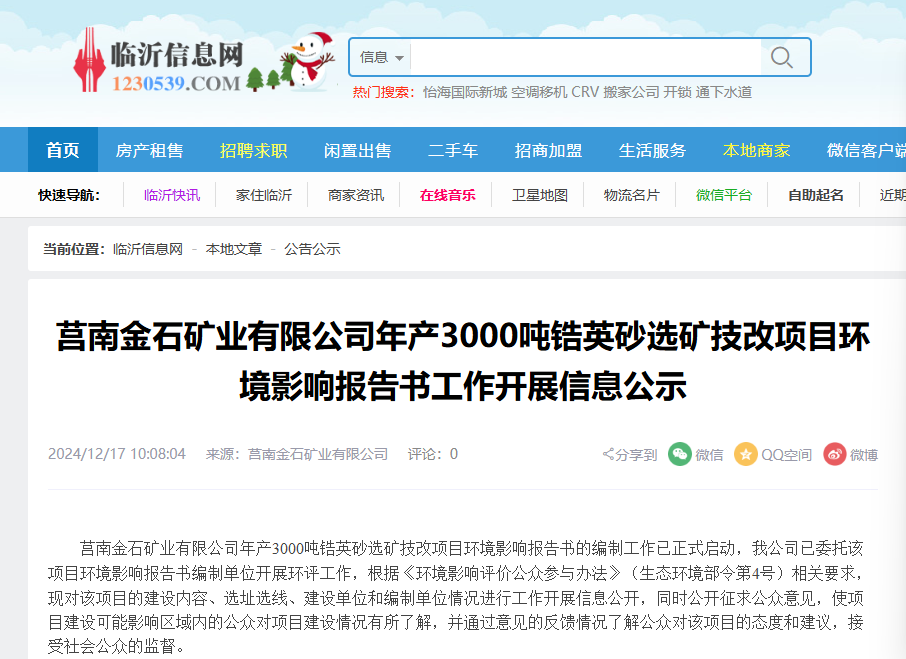 临沂信息网
1230539.COM
信息
热门搜索：怡海国际新城 空调移机 CRV 搬家公司 开锁 通下水道
首页 房产租售 招聘求职 闲置出售 二手车 招商加盟 生活服务 本地商家 微信客户端
快速导航： 临沂快讯 家住临沂 商家资讯 在线音乐 卫星地图 物流名片 微信平台 自助起名 近期
当前位置：临沂信息网 - 本地文章 - 公告公示
莒南金石矿业有限公司年产3000吨锆英砂选矿技改项目环
境影响报告书工作开展信息公示
2024/12/17 10:08:04 来源：莒南金石矿业有限公司 评论：0 分享到 微信 QQ空间 微博
莒南金石矿业有限公司年产3000吨锆英砂选矿技改项目环境影响报告书的编制工作已正式启动，我公司已委托该
项目环境影响报告书编制单位开展环评工作，根据《环境影响评价公众参与办法》（生态环境部令第4号）相关要求，
现对该项目的建设内容、选址选线、建设单位和编制单位情况进行工作开展信息公开，同时公开征求公众意见，使项
目建设可能影响区域内的公众对项目建设情况有所了解，并通过意见的反馈情况了解公众对该项目的态度和建议，接
受社会公众的监督。